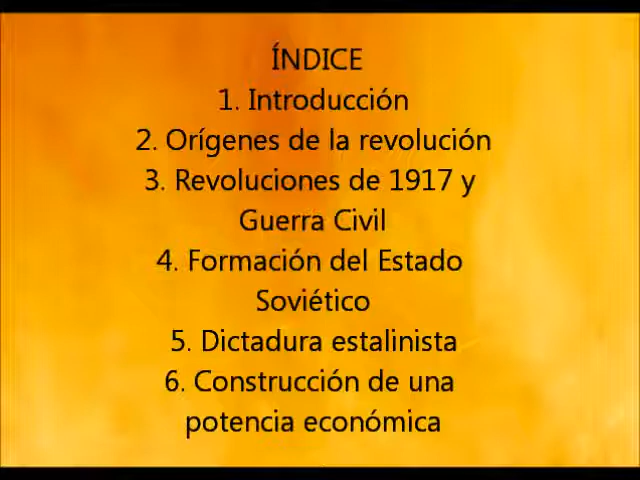 ÍNDICE
1. Introducción
2. Orígenes de la revolución
3. Revoluciones de 1917 y
Guerra Civil
4. Formación del Estado
Soviético
5. Dictadura estalinista
6. Construcción de una
potencia económica